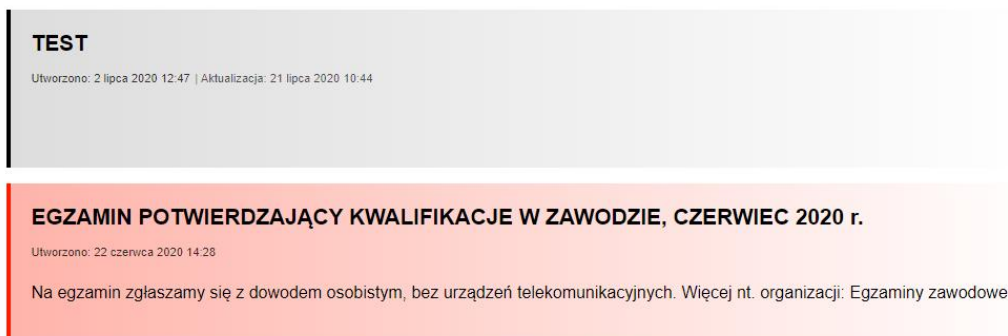 TEST
Utworzono: 2 lipca 2020 12:47 | Aktualizacja: 21 lipca 2020 10:44
EGZAMIN POTWIERDZAJĄCY KWALIFIKACJE W ZAWODZIE, CZERWIEC 2020 r.
Utworzono: 22 czerwca 2020 14:28
Na egzamin zgłaszamy się z dowodem osobistym, bez urządzeń telekomunikacyjnych. Więcej nt. organizacji: Egzaminy zawodowe